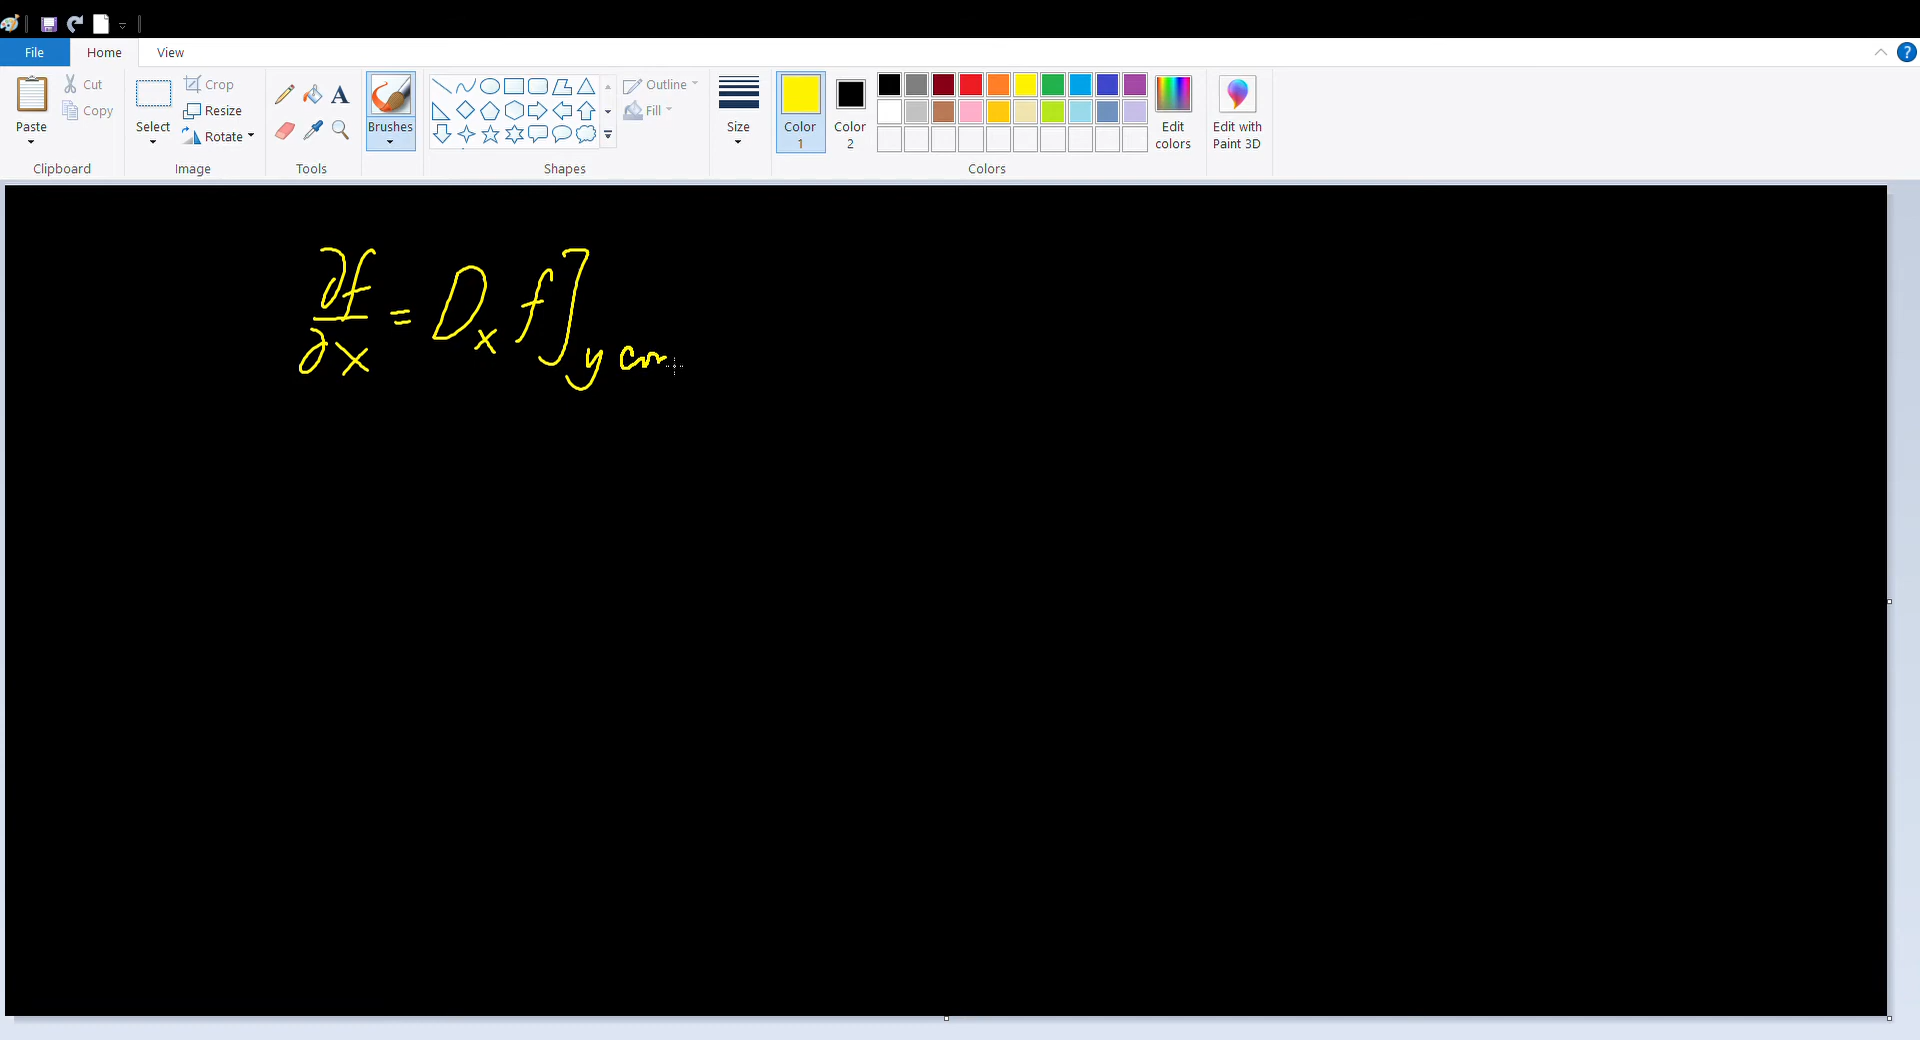 File Home View
Paste Cut Copy Clipboard
Select Crop Resize Rotate Image
A Tools
Brushes
Outline Fill Shapes
Size
Color 1 Color 2 Edit colors Colors
Edit with Paint 3D
?
∂f/∂x = Dₓ f]y con